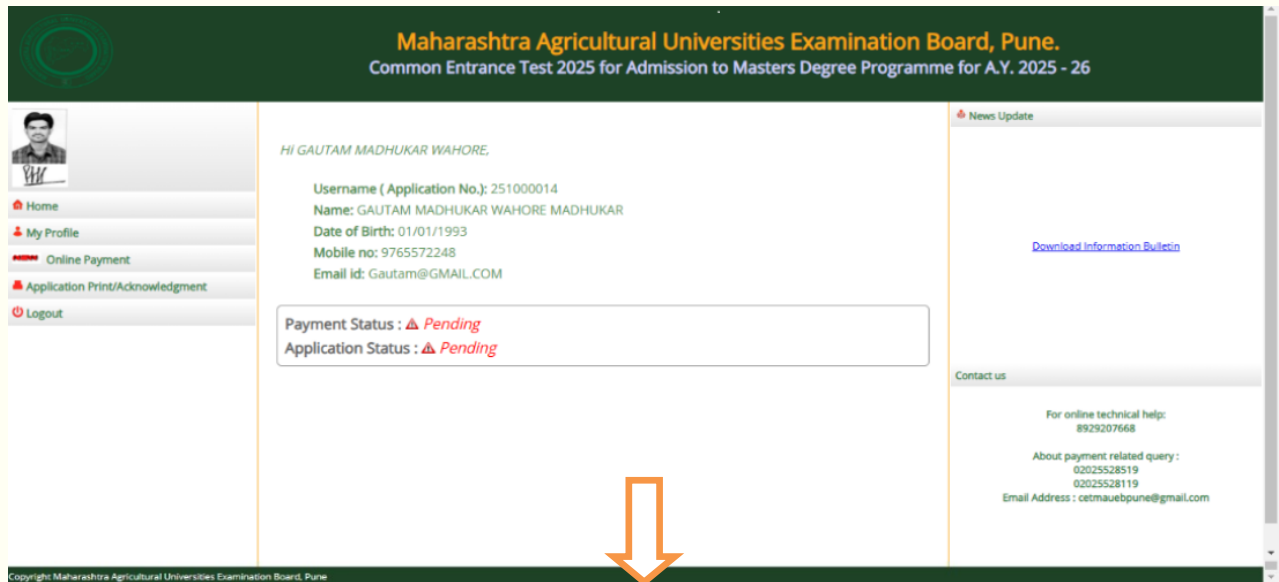 Maharashtra Agricultural Universities Examination Board, Pune.
Common Entrance Test 2025 for Admission to Masters Degree Programme for A.Y. 2025 - 26
Home
My Profile
Online Payment
Application Print/Acknowledgment
Logout
HI GAUTAM MADHUKAR WAHORE,
Username ( Application No.): 251000014
Name: GAUTAM MADHUKAR WAHORE MADHUKAR
Date of Birth: 01/01/1993
Mobile no: 9765572248
Email id: Gautam@GMAIL.COM
Payment Status : Pending
Application Status : Pending
News Update
Download Information Bulletin
Contact us
For online technical help:
8929207668
About payment related query :
02025528519
02025528119
Email Address : cetmauebpune@gmail.com
Copyright Maharashtra Agricultural Universities Examination Board, Pune